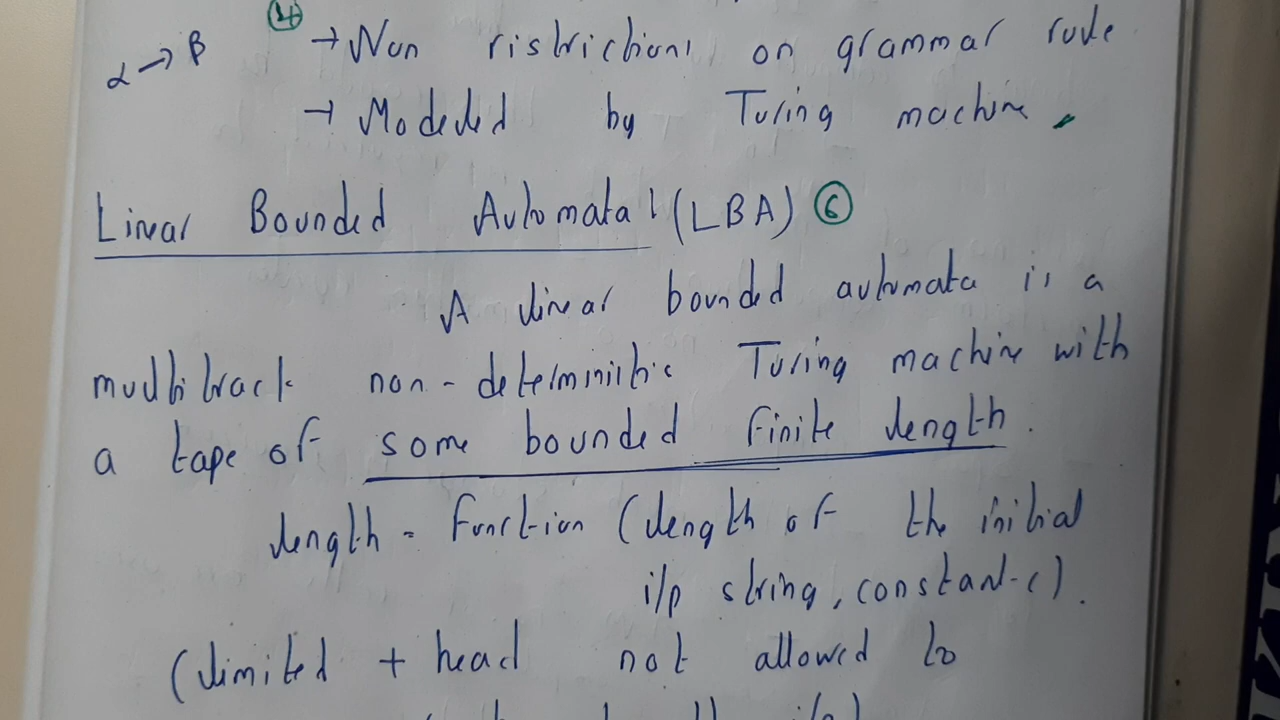 24
α → β → Non ristrictions on grammar rule
→ Modeled by Turing machine.
Linear Bounded Automata: (LBA) 6
A linear bounded automata is a
multitrack non-deterministic Turing machine with
a tape of some bounded finite length.
length = function (length of the initial
i/p string, constant c).
(limited + head not allowed to